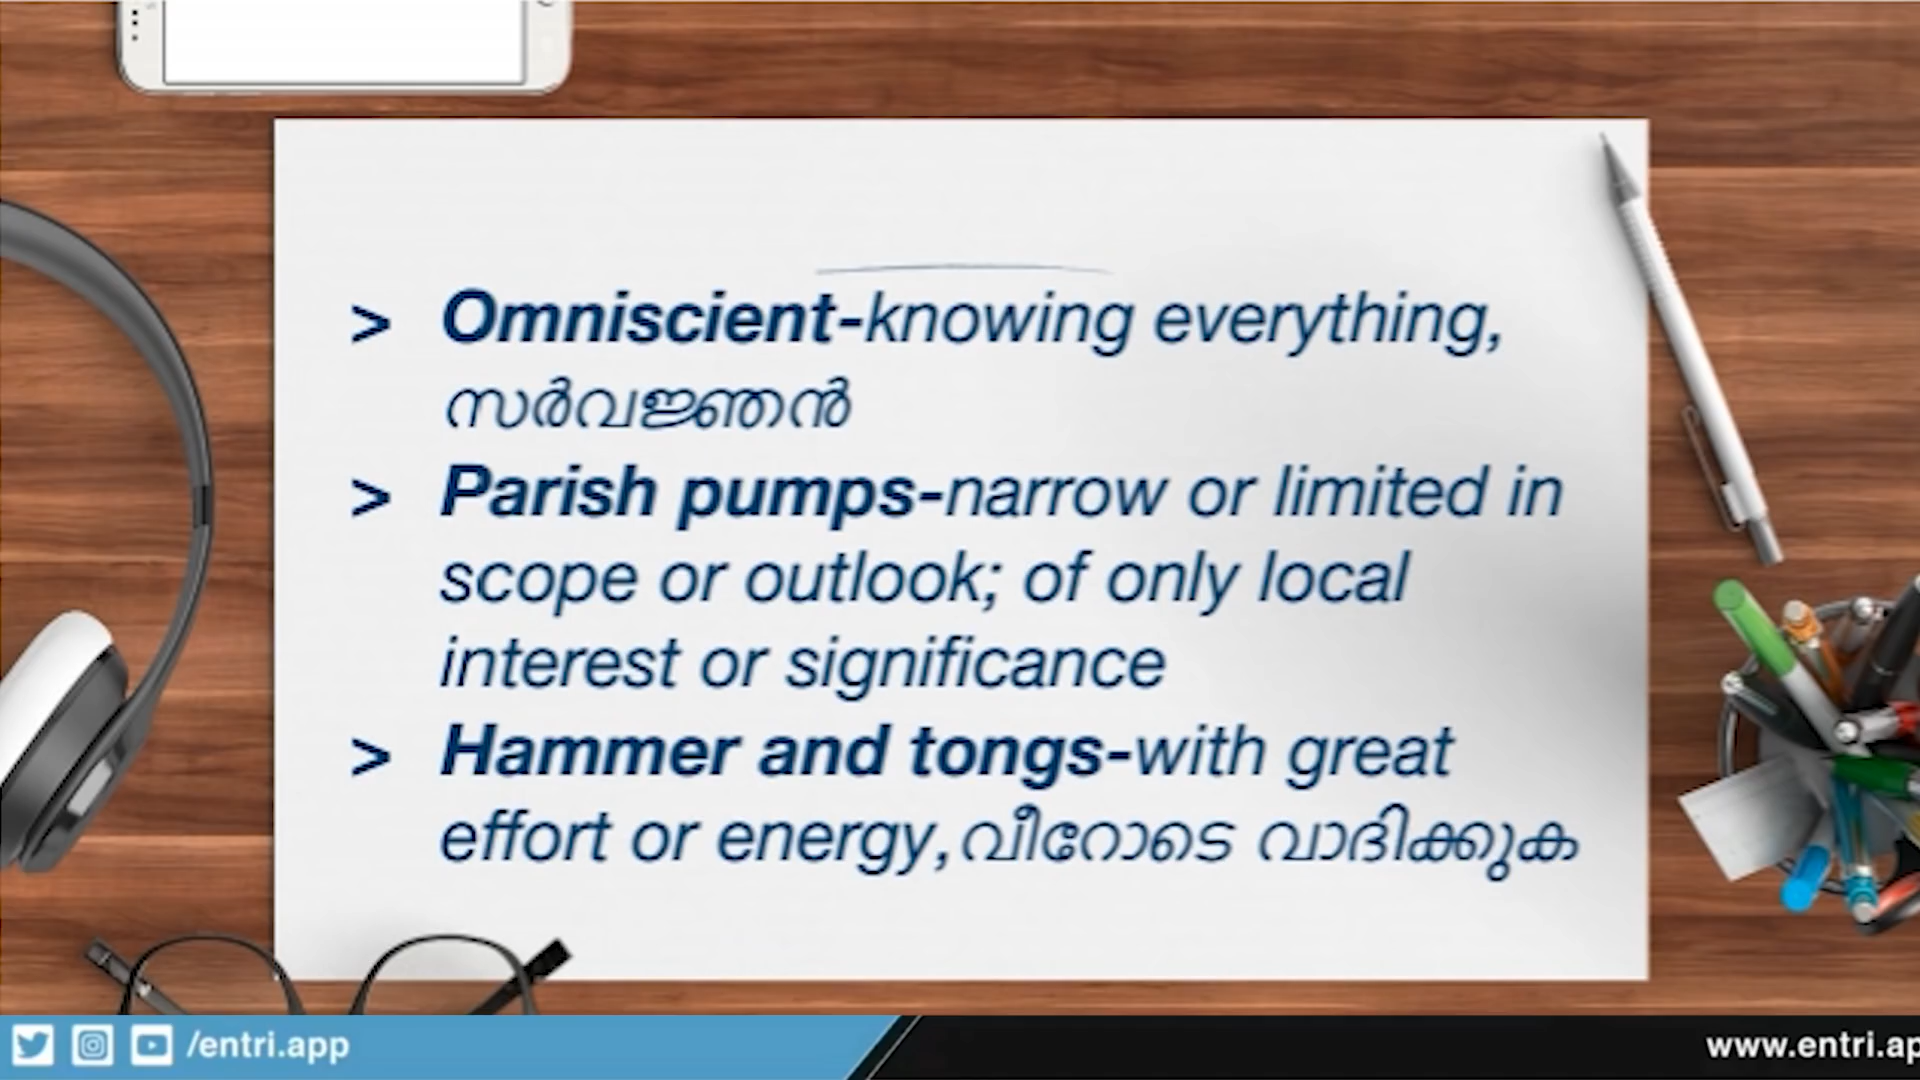 > Omniscient-knowing everything,
സർവജ്ഞൻ
> Parish pumps-narrow or limited in
scope or outlook; of only local
interest or significance
> Hammer and tongs-with great
effort or energy,വീറോടെ വാദിക്കുക
/entri.app
www.entri.ap